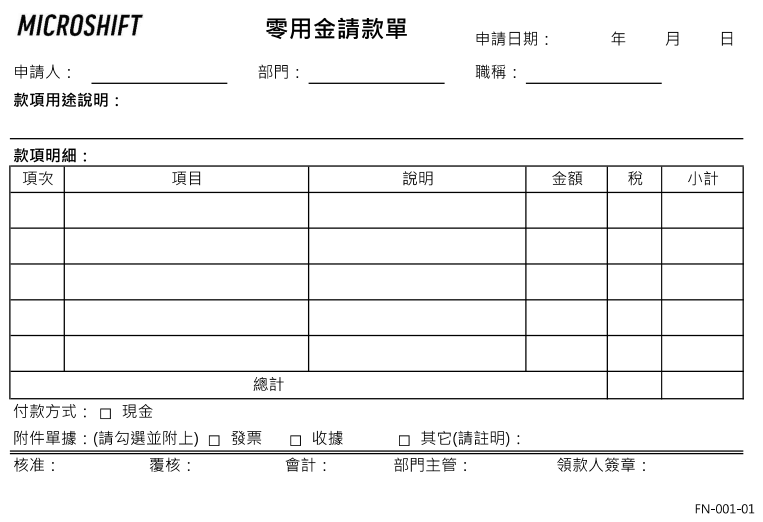 MICROSHIFT 零用金請款單 申請日期： 年 月 日
申請人： 部門： 職稱：
款項用途說明：
款項明細：
項次 項目 說明 金額 稅 小計
總計
付款方式： □ 現金
附件單據：(請勾選並附上) □ 發票 □ 收據 □ 其它(請註明)：
核准： 覆核： 會計： 部門主管： 領款人簽章：
FN-001-01